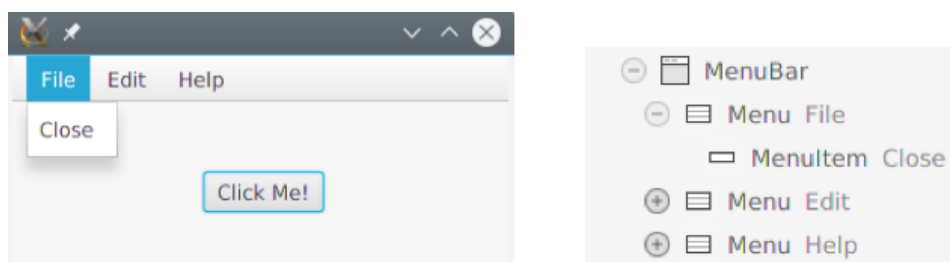 File Edit Help
Close
Click Me!
MenuBar
Menu File
MenuItem Close
Menu Edit
Menu Help